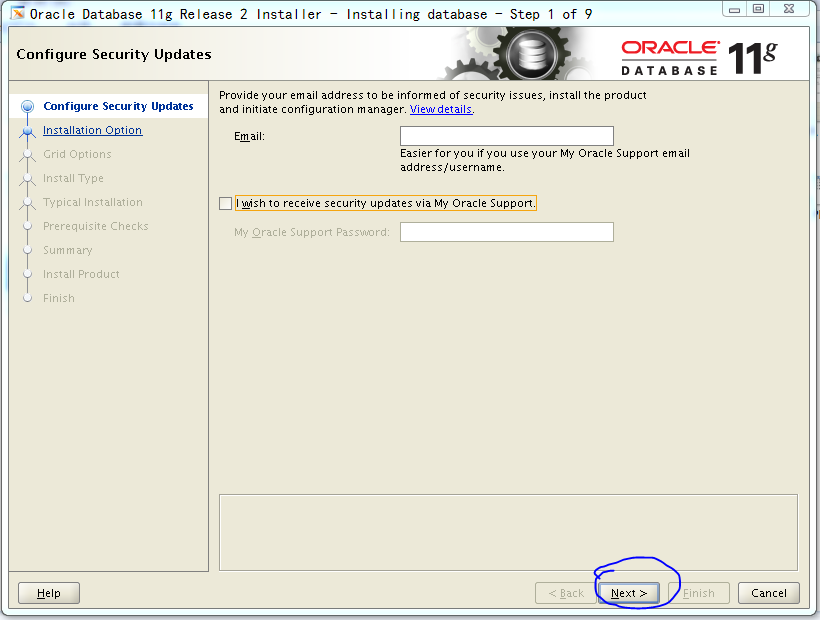 Oracle Database 11g Release 2 Installer - Installing database - Step 1 of 9
Configure Security Updates
ORACLE
DATABASE
11g
Configure Security Updates
Installation Option
Grid Options
Install Type
Typical Installation
Prerequisite Checks
Summary
Install Product
Finish
Provide your email address to be informed of security issues, install the product
and initiate configuration manager. View details.
Email:
Easier for you if you use your My Oracle Support email
address/username.
I wish to receive security updates via My Oracle Support.
My Oracle Support Password:
Help
< Back
Next >
Finish
Cancel